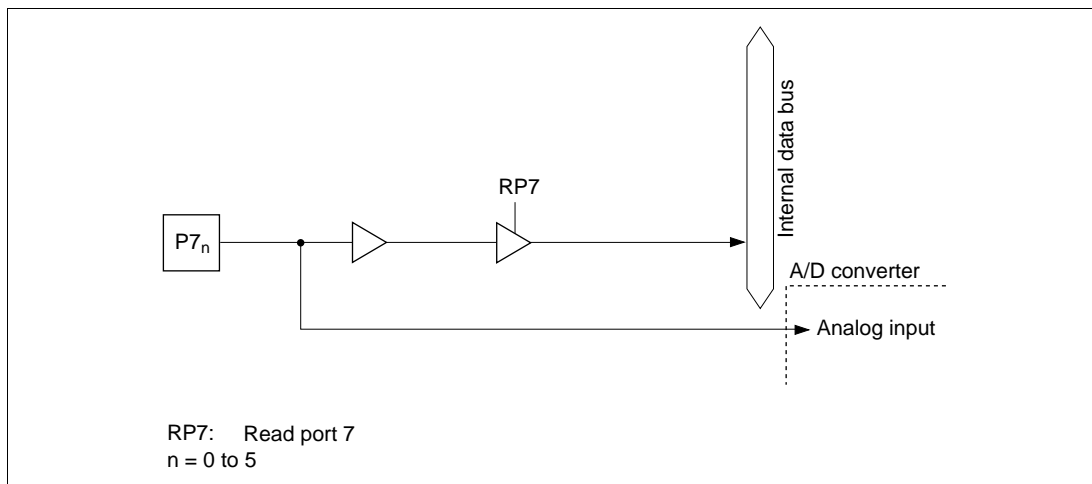 RP7
P7n
Internal data bus
A/D converter
Analog input
RP7: Read port 7
n = 0 to 5